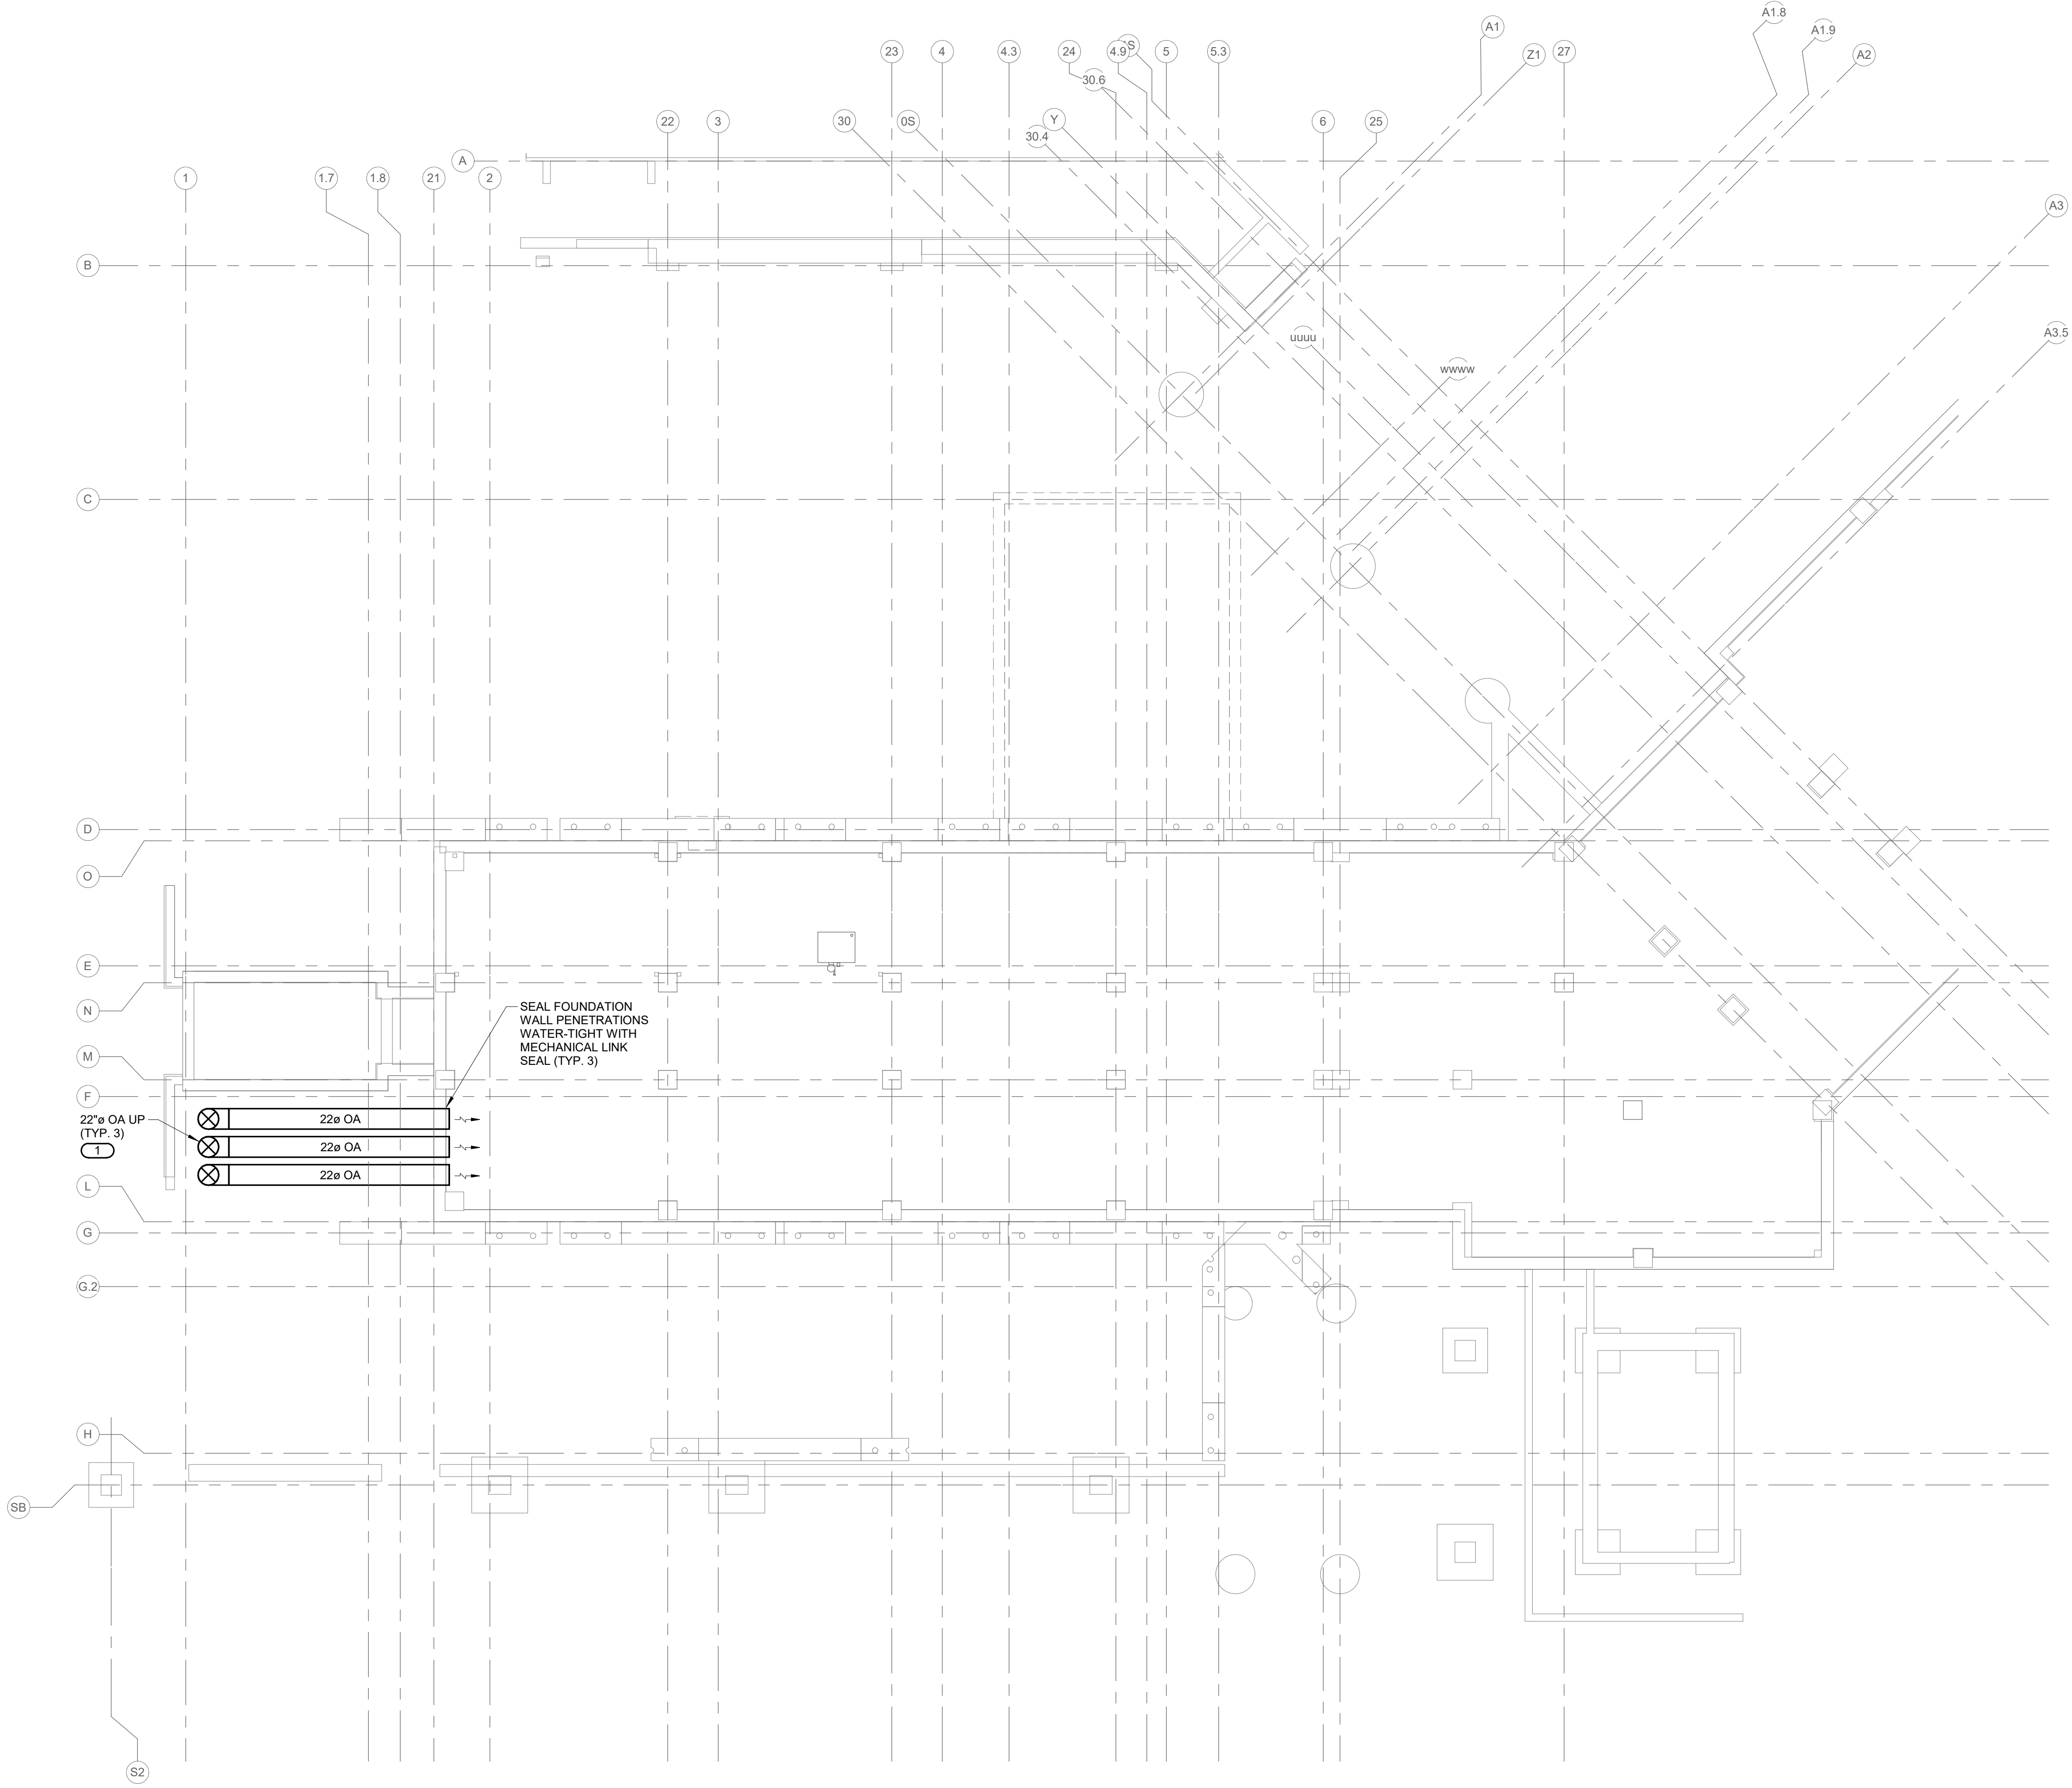 A1.8
A1
A1.9
23
4
4.3
24
4.9
5
5.3
Z1
27
A2
30.6
22
3
30
0S
Y
30.4
6
25
A
1
1.7
1.8
21
2
A3
B
uuuu
A3.5
wwww
C
D
O
E
N
SEAL FOUNDATION
WALL PENETRATIONS
WATER-TIGHT WITH
MECHANICAL LINK
SEAL (TYP. 3)
M
F
22"ø OA UP
(TYP. 3)
1
22ø OA
22ø OA
22ø OA
L
G
G.2
H
SB
S2